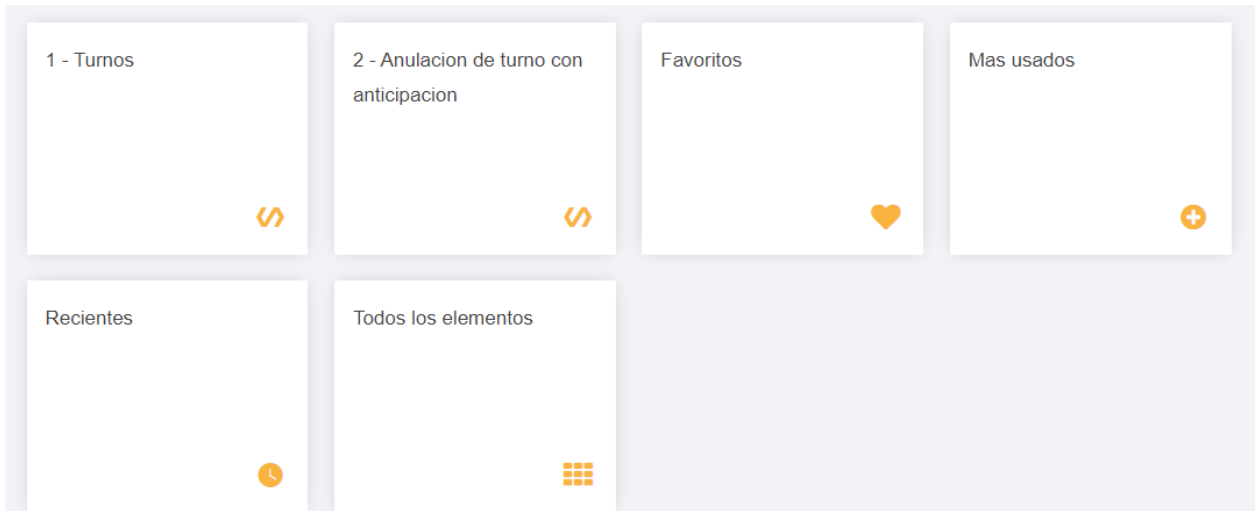 1 - Turnos
2 - Anulacion de turno con
anticipacion
Favoritos
Mas usados
Recientes
Todos los elementos